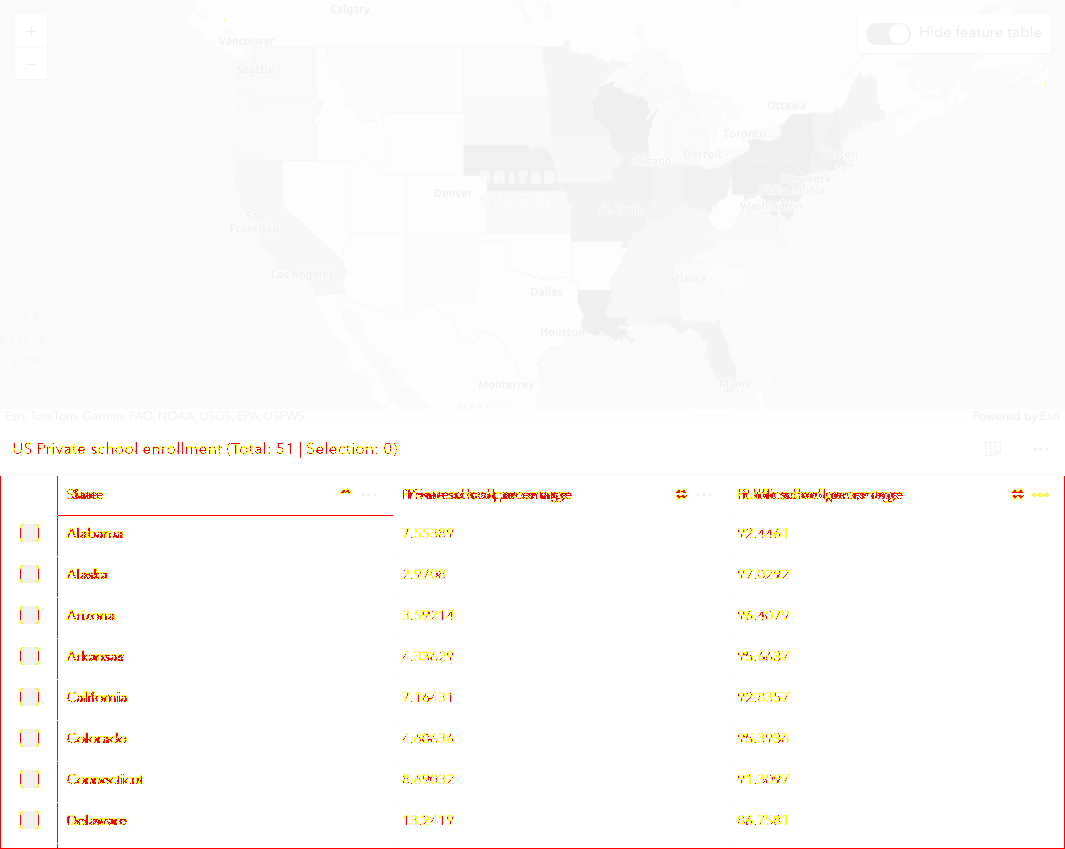 Calgary
Vancouver
Hide feature table
Seattle
Ottawa
Toronto
Chicago
Detroit
Boston
UNITED
STATES
New York
Philadelphia
Denver
Washington
St. Louis
San
Francisco
Los Angeles
Atlanta
Dallas
Houston
Miami
Monterrey
MEXICO
Esri, TomTom, Garmin, FAO, NOAA, USGS, EPA, USFWS
Powered by Esri
US Private school enrollment (Total: 51 | Selection: 0)
State Private school percentage Public school percentage
Alabama 7.55389 92.4461
Alaska 2.9708 97.0292
Arizona 3.59214 96.4079
Arkansas 4.33629 95.6637
California 7.16431 92.8357
Colorado 4.60636 95.3936
Connecticut 8.69032 91.3097
Delaware 13.2419 86.7581